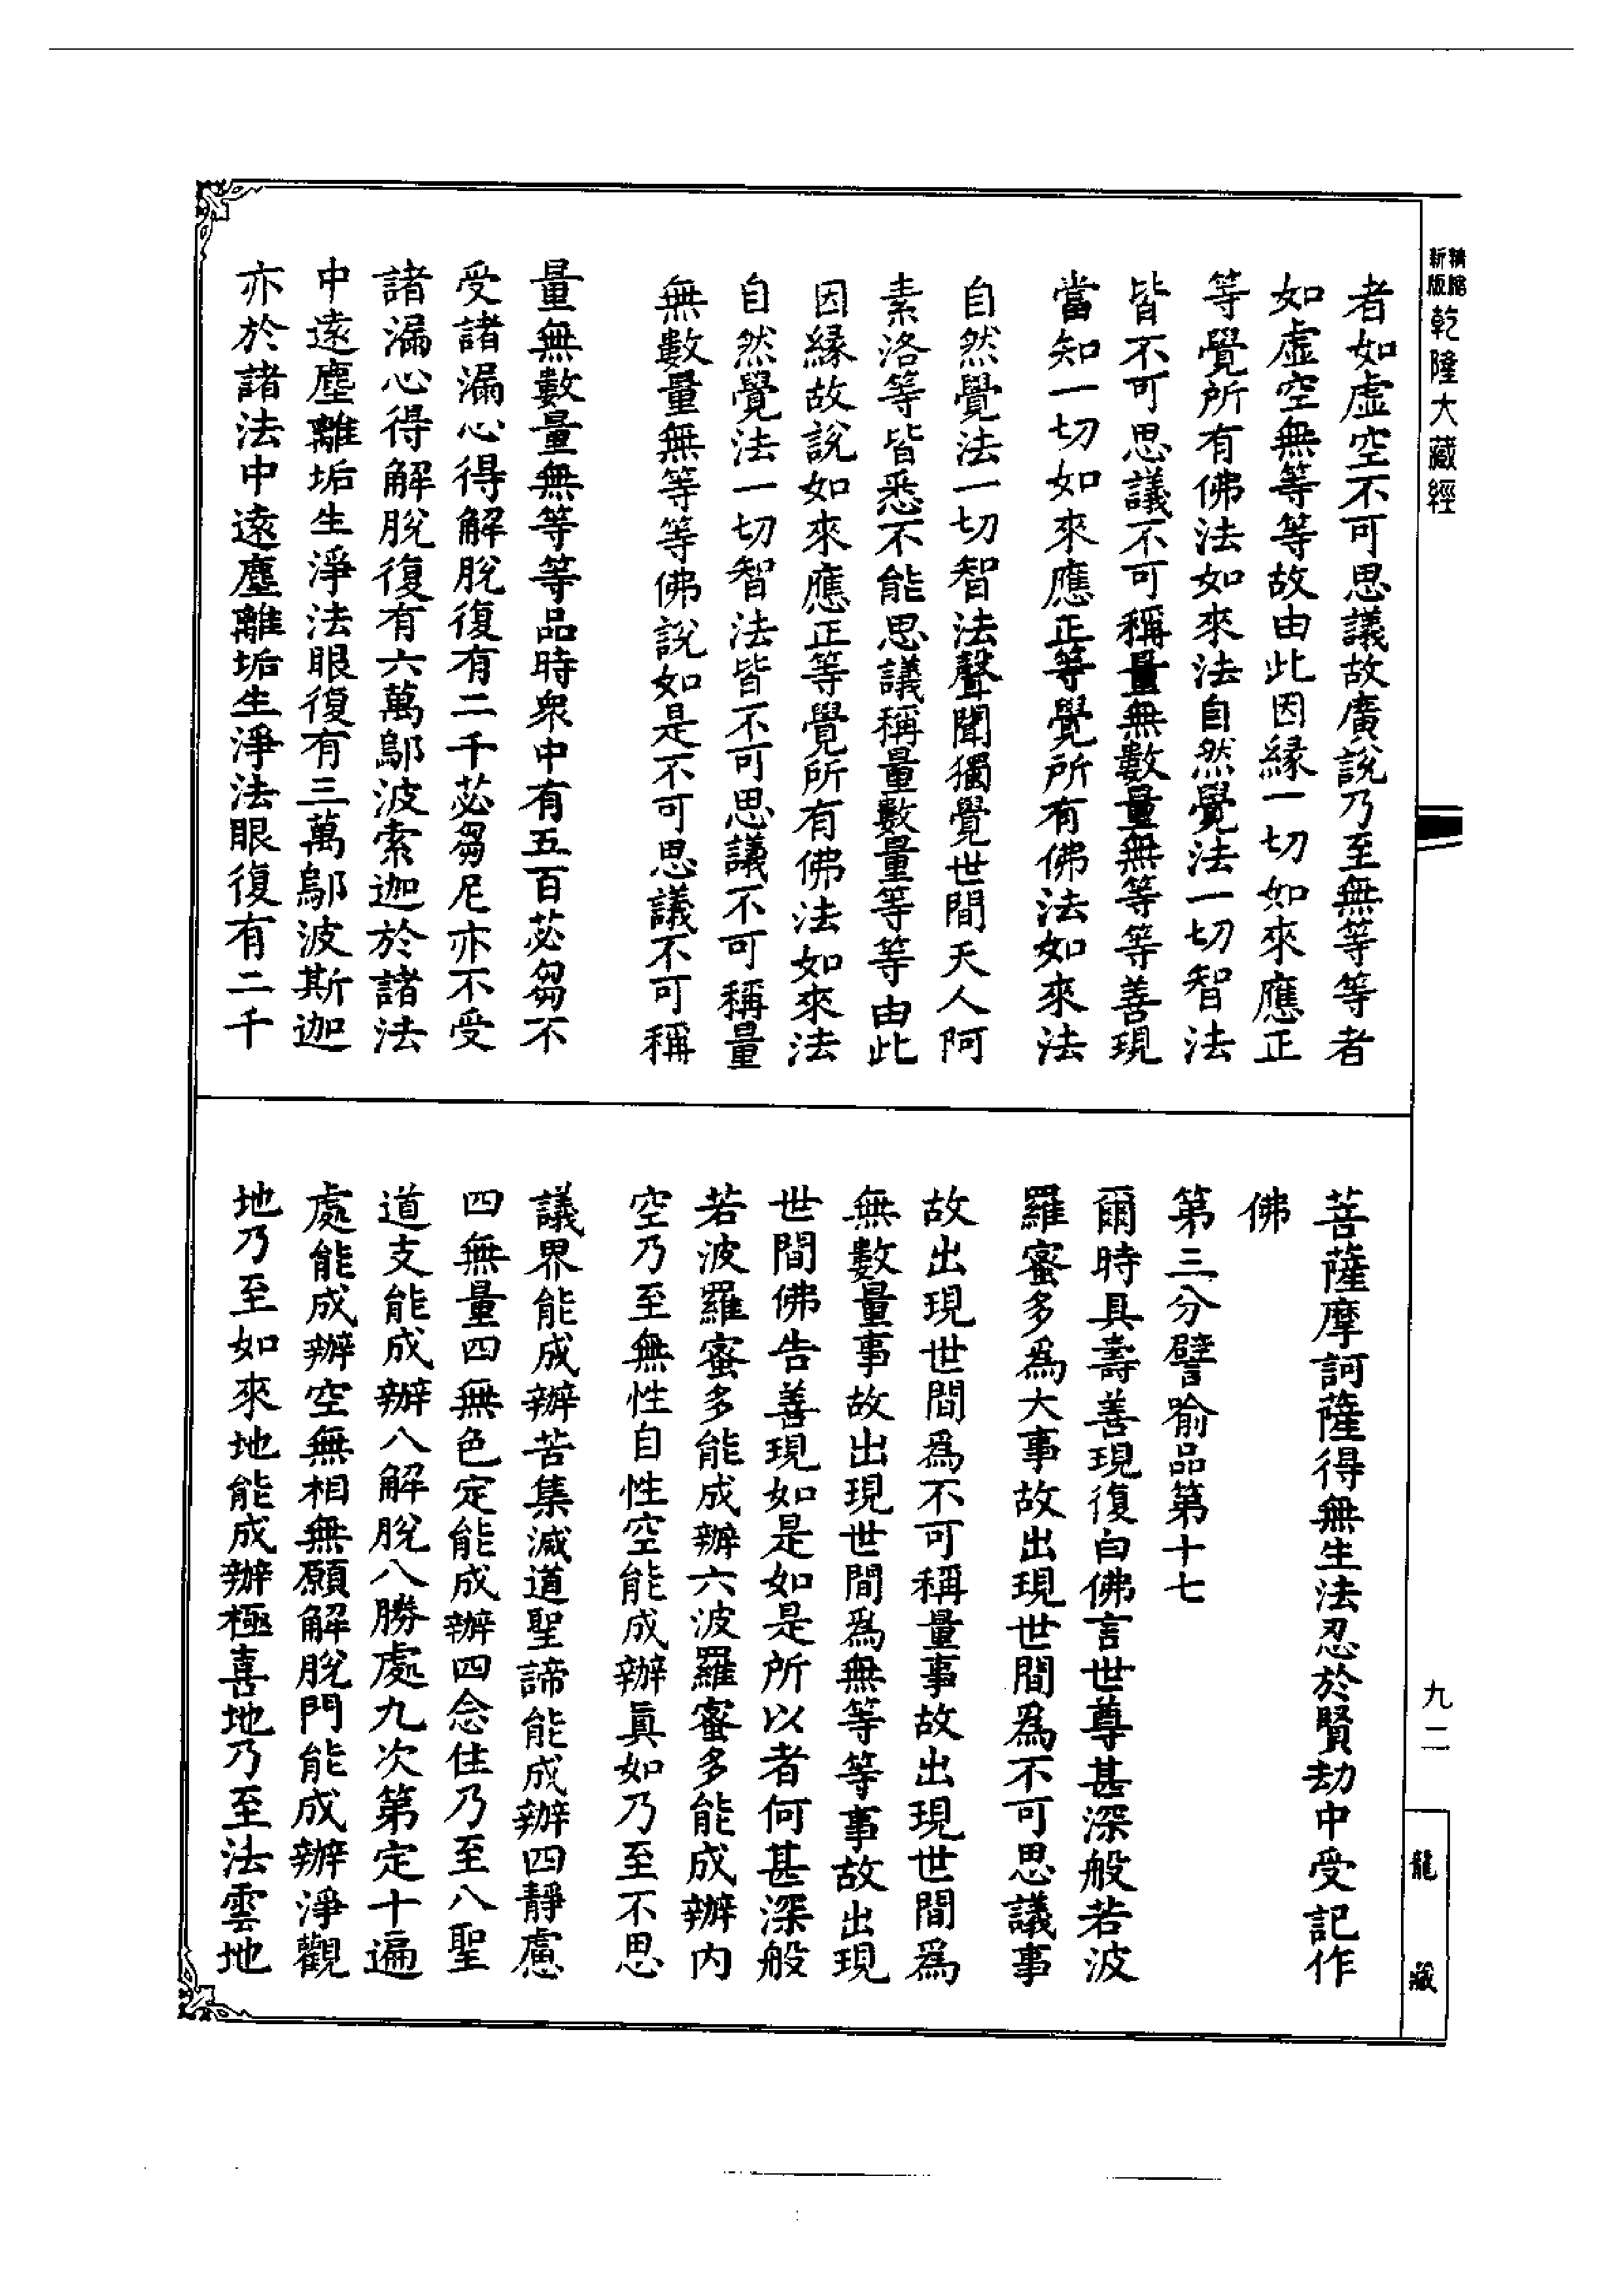 精縮
新版
乾隆大藏經
者如虛空不可思議故廣說乃至無等等者
如虛空無等等故由此因緣一切如來應正
等覺所有佛法如來法自然覺法一切智法
皆不可思議不可稱量無數量無等等善現
當知一切如來應正等覺所有佛法如來法
自然覺法一切智法聲聞獨覺世間天人阿
素洛等皆悉不能思議稱量數量等等由此
因緣故說如來應正等覺所有佛法如來法
自然覺法一切智法皆不可思議不可稱量
無數量無等等佛說如是不可思議不可稱
量無數量無等等品時衆中有五百苾芻不
受諸漏心得解脫復有二千苾芻尼亦不受
諸漏心得解脫復有六萬鄔波索迦於諸法
中遠塵離垢生淨法眼復有三萬鄔波斯迦
亦於諸法中遠塵離垢生淨法眼復有二千
菩薩摩訶薩得無生法忍於賢劫中受記作
佛
第三分譬喻品第十七
爾時具壽善現復白佛言世尊甚深般若波
羅蜜多爲大事故出現世間爲不可思議事
故出現世間爲不可稱量事故出現世間爲
無數量事故出現世間爲無等等事故出現
世間佛告善現如是如是所以者何甚深般
若波羅蜜多能成辦六波羅蜜多能成辦內
空乃至無性自性空能成辦眞如乃至不思
議界能成辦苦集滅道聖諦能成辦四靜慮
四無量四無色定能成辦四念住乃至八聖
道支能成辦八解脫八勝處九次第定十遍
處能成辦空無相無願解脫門能成辦淨觀
地乃至如來地能成辦極喜地乃至法雲地
九二
龍藏